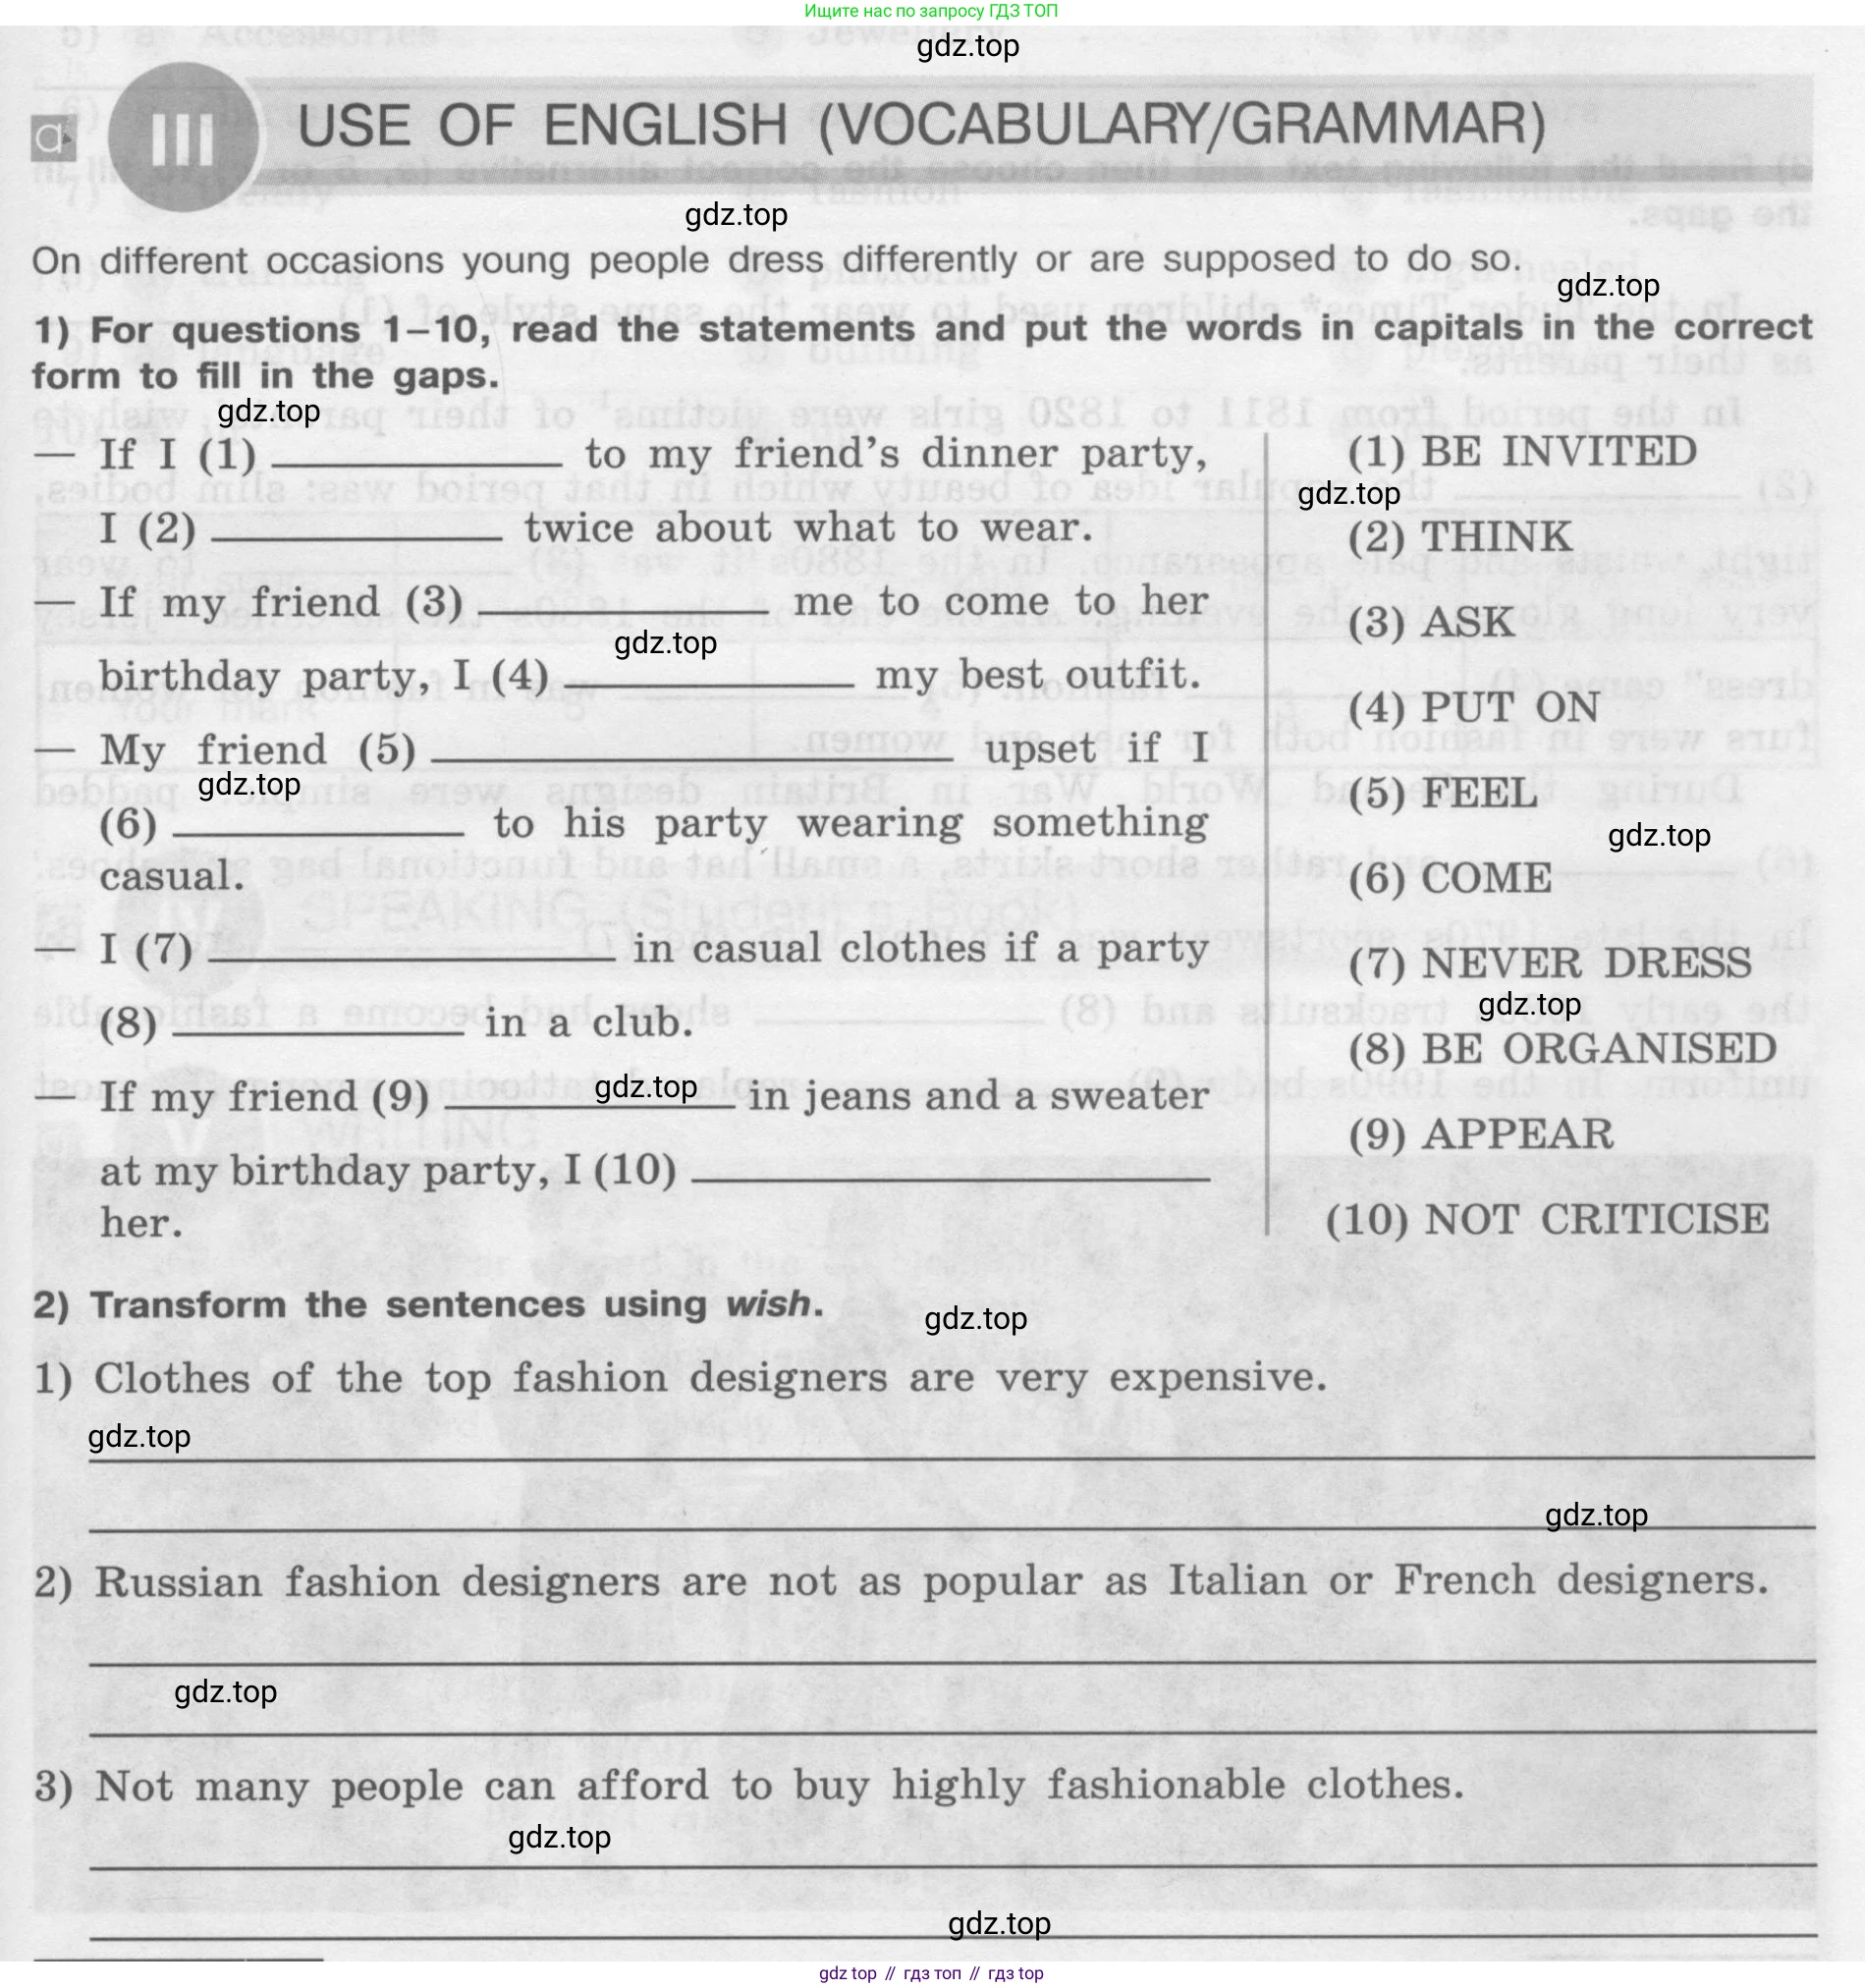 Ищите нас по запросу ГДЗ ТОП
gdz.top
III USE OF ENGLISH (VOCABULARY/GRAMMAR)
gdz.top
On different occasions young people dress differently or are supposed to do so.
gdz.top
1) For questions 1–10, read the statements and put the words in capitals in the correct
form to fill in the gaps.
gdz.top
— If I (1) ____________ to my friend's dinner party,
I (2) ____________ twice about what to wear.
— If my friend (3) ____________ me to come to her
gdz.top
birthday party, I (4) ____________ my best outfit.
— My friend (5) ____________ upset if I
gdz.top
(6) ____________ to his party wearing something
casual.
— I (7) ____________ in casual clothes if a party
(8) ____________ in a club.
— If my friend (9) ____________ in jeans and a sweater
gdz.top
at my birthday party, I (10) ____________
her.
(1) BE INVITED
gdz.top
(2) THINK
(3) ASK
(4) PUT ON
(5) FEEL
gdz.top
(6) COME
(7) NEVER DRESS
gdz.top
(8) BE ORGANISED
(9) APPEAR
(10) NOT CRITICISE
2) Transform the sentences using wish.
gdz.top
1) Clothes of the top fashion designers are very expensive.
gdz.top
gdz.top
2) Russian fashion designers are not as popular as Italian or French designers.
gdz.top
3) Not many people can afford to buy highly fashionable clothes.
gdz.top
gdz.top
gdz top // гдз топ // гдз top